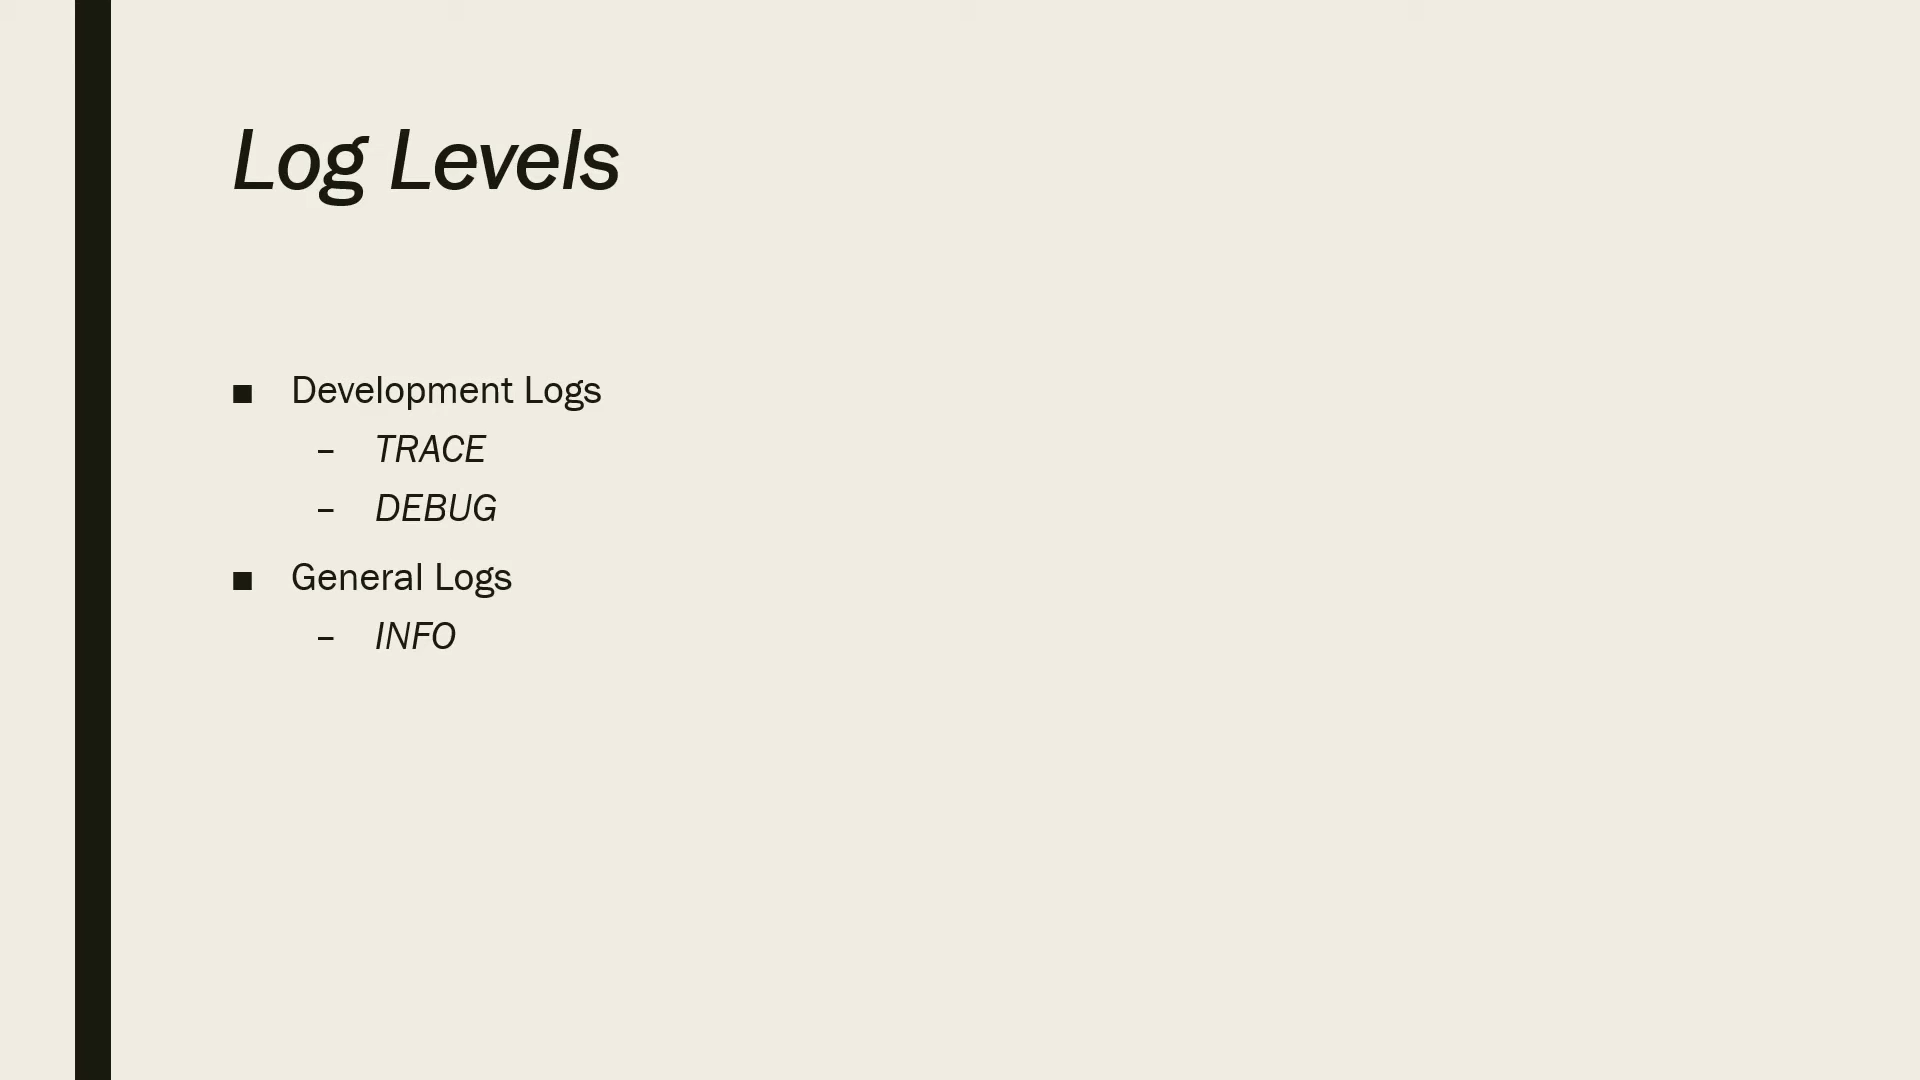 Log Levels
■ Development Logs
– TRACE
– DEBUG
■ General Logs
– INFO